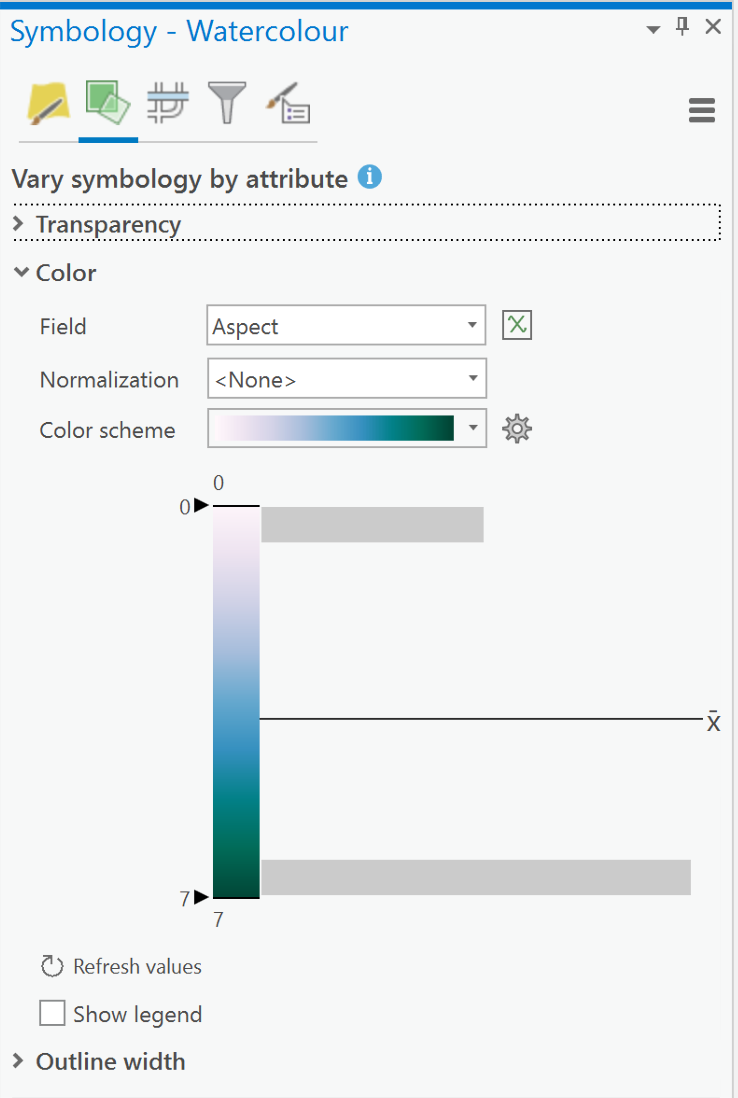 Symbology - Watercolour
Vary symbology by attribute
Transparency
Color
Field Aspect
Normalization <None>
Color scheme
0
0
x̄
7
7
Refresh values
Show legend
Outline width